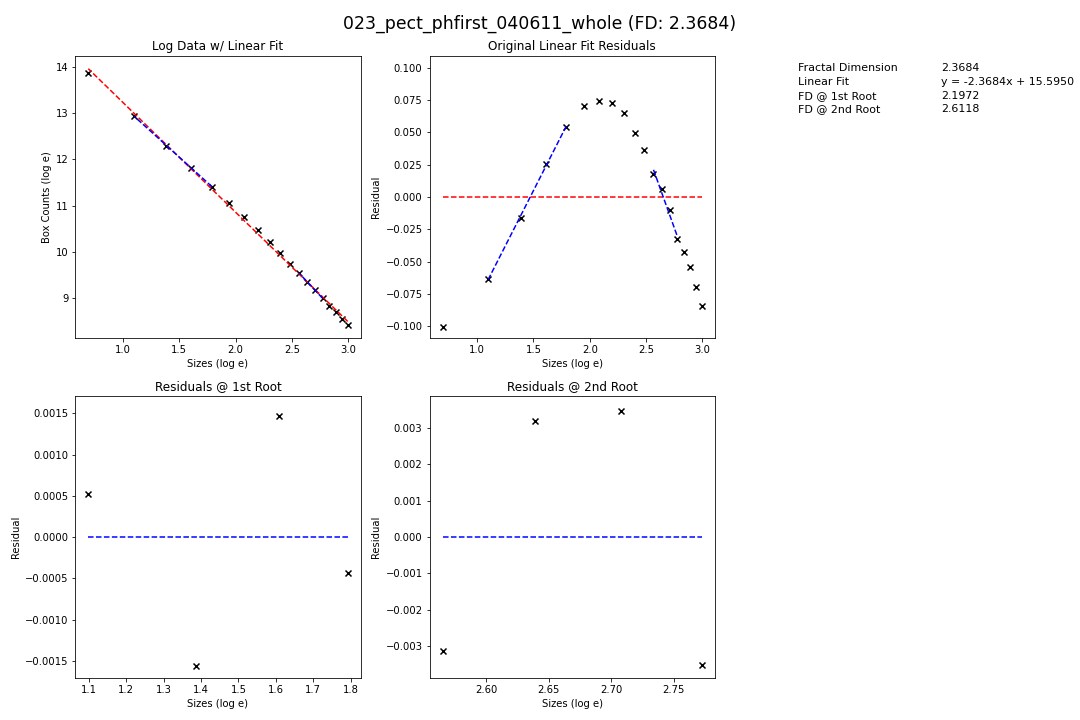 023_pect_phfirst_040611_whole (FD: 2.3684)
Log Data w/ Linear Fit
14
13
12
11
10
9
Box Counts (log e)
1.0 1.5 2.0 2.5 3.0
Sizes (log e)
Original Linear Fit Residuals
0.100
0.075
0.050
0.025
0.000
−0.025
−0.050
−0.075
−0.100
Residual
1.0 1.5 2.0 2.5 3.0
Sizes (log e)
Fractal Dimension 2.3684
Linear Fit y = -2.3684x + 15.5950
FD @ 1st Root 2.1972
FD @ 2nd Root 2.6118
Residuals @ 1st Root
0.0015
0.0010
0.0005
0.0000
−0.0005
−0.0010
−0.0015
Residual
1.1 1.2 1.3 1.4 1.5 1.6 1.7 1.8
Sizes (log e)
Residuals @ 2nd Root
0.003
0.002
0.001
0.000
−0.001
−0.002
−0.003
Residual
2.60 2.65 2.70 2.75
Sizes (log e)